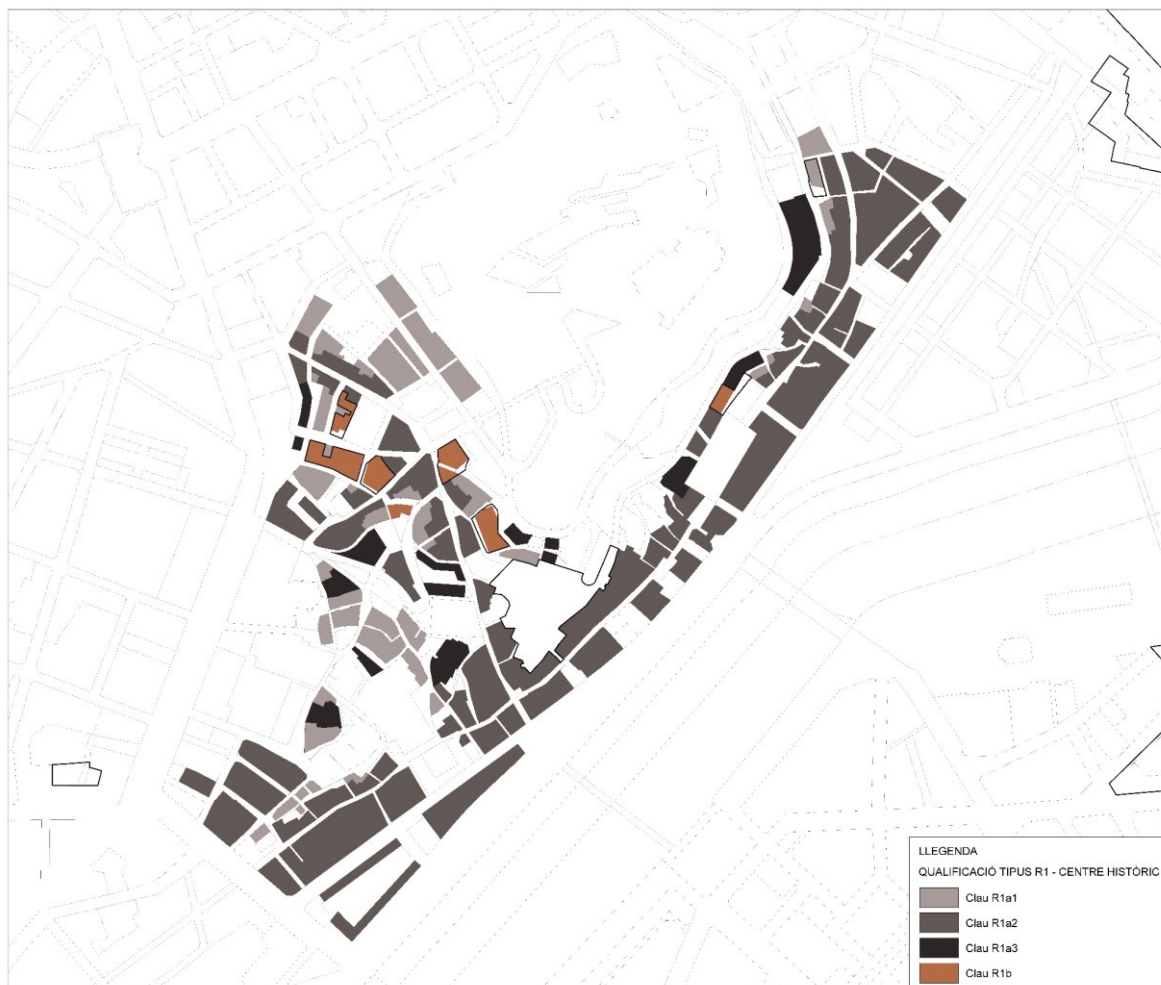 LLEGENDA
QUALIFICACIÓ TIPUS R1 - CENTRE HISTÒRIC
Clau R1a1
Clau R1a2
Clau R1a3
Clau R1b